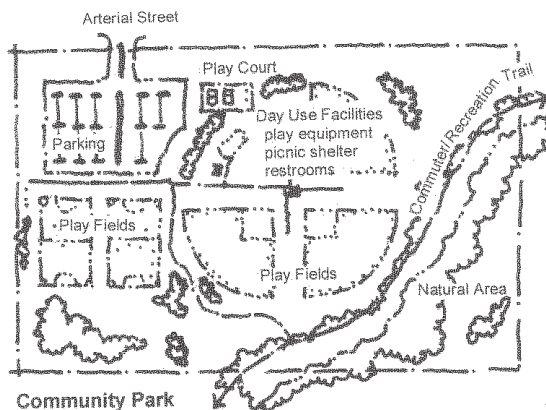 Arterial Street
Play Court
Day Use Facilities
play equipment
picnic shelter
restrooms
Parking
Commuter/Recreation Trail
Play Fields
Play Fields
Natural Area
Community Park